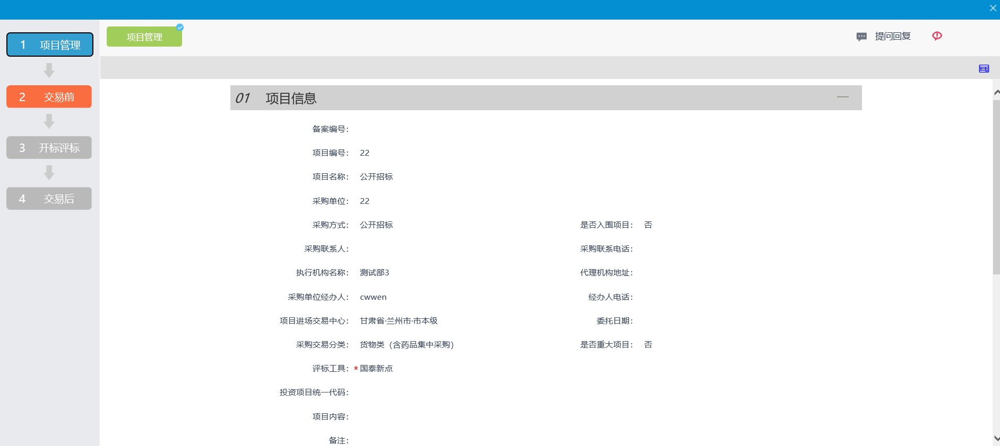 1 项目管理
项目管理
提问回复
2 交易前
3 开标评标
4 交易后
01 项目信息
备案编号：
项目编号： 22
项目名称： 公开招标
采购单位： 22
采购方式： 公开招标 是否入围项目： 否
采购联系人： 采购联系电话：
执行机构名称： 测试部3 代理机构地址：
采购单位经办人： cwwen 经办人电话：
项目进场交易中心： 甘肃省·兰州市·市本级 委托日期：
采购交易分类： 货物类（含药品集中采购） 是否重大项目： 否
评标工具： * 国泰新点
投资项目统一代码：
项目内容：
备注：